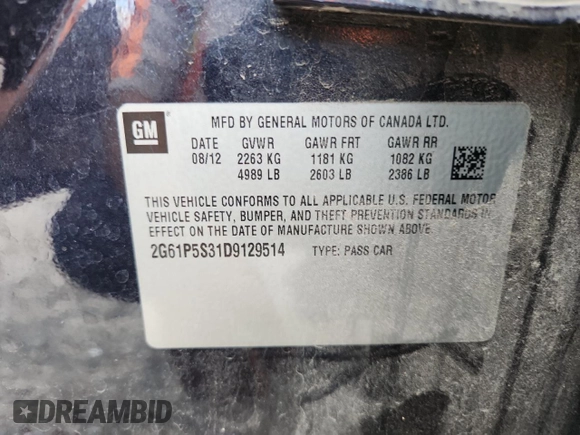 GM
MFD BY GENERAL MOTORS OF CANADA LTD.
DATE GVWR GAWR FRT GAWR RR
08/12 2263 KG 1181 KG 1082 KG
4989 LB 2603 LB 2386 LB
THIS VEHICLE CONFORMS TO ALL APPLICABLE U.S. FEDERAL MOTOR
VEHICLE SAFETY, BUMPER, AND THEFT PREVENTION STANDARDS IN
EFFECT ON THE DATE OF MANUFACTURE SHOWN ABOVE.
2G61P5S31D9129514 TYPE: PASS CAR
DREAMBID